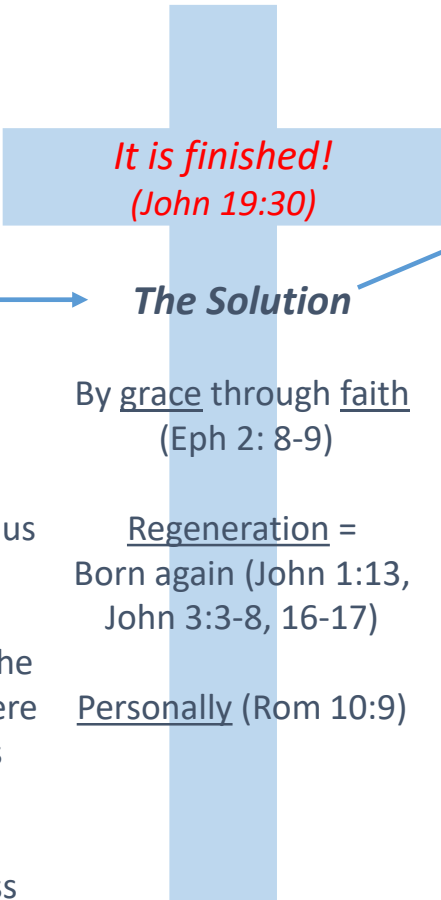 It is finished!
(John 19:30)
The Solution
By grace through faith
(Eph 2: 8-9)
us
Regeneration =
Born again (John 1:13,
John 3:3-8, 16-17)
Personally (Rom 10:9)